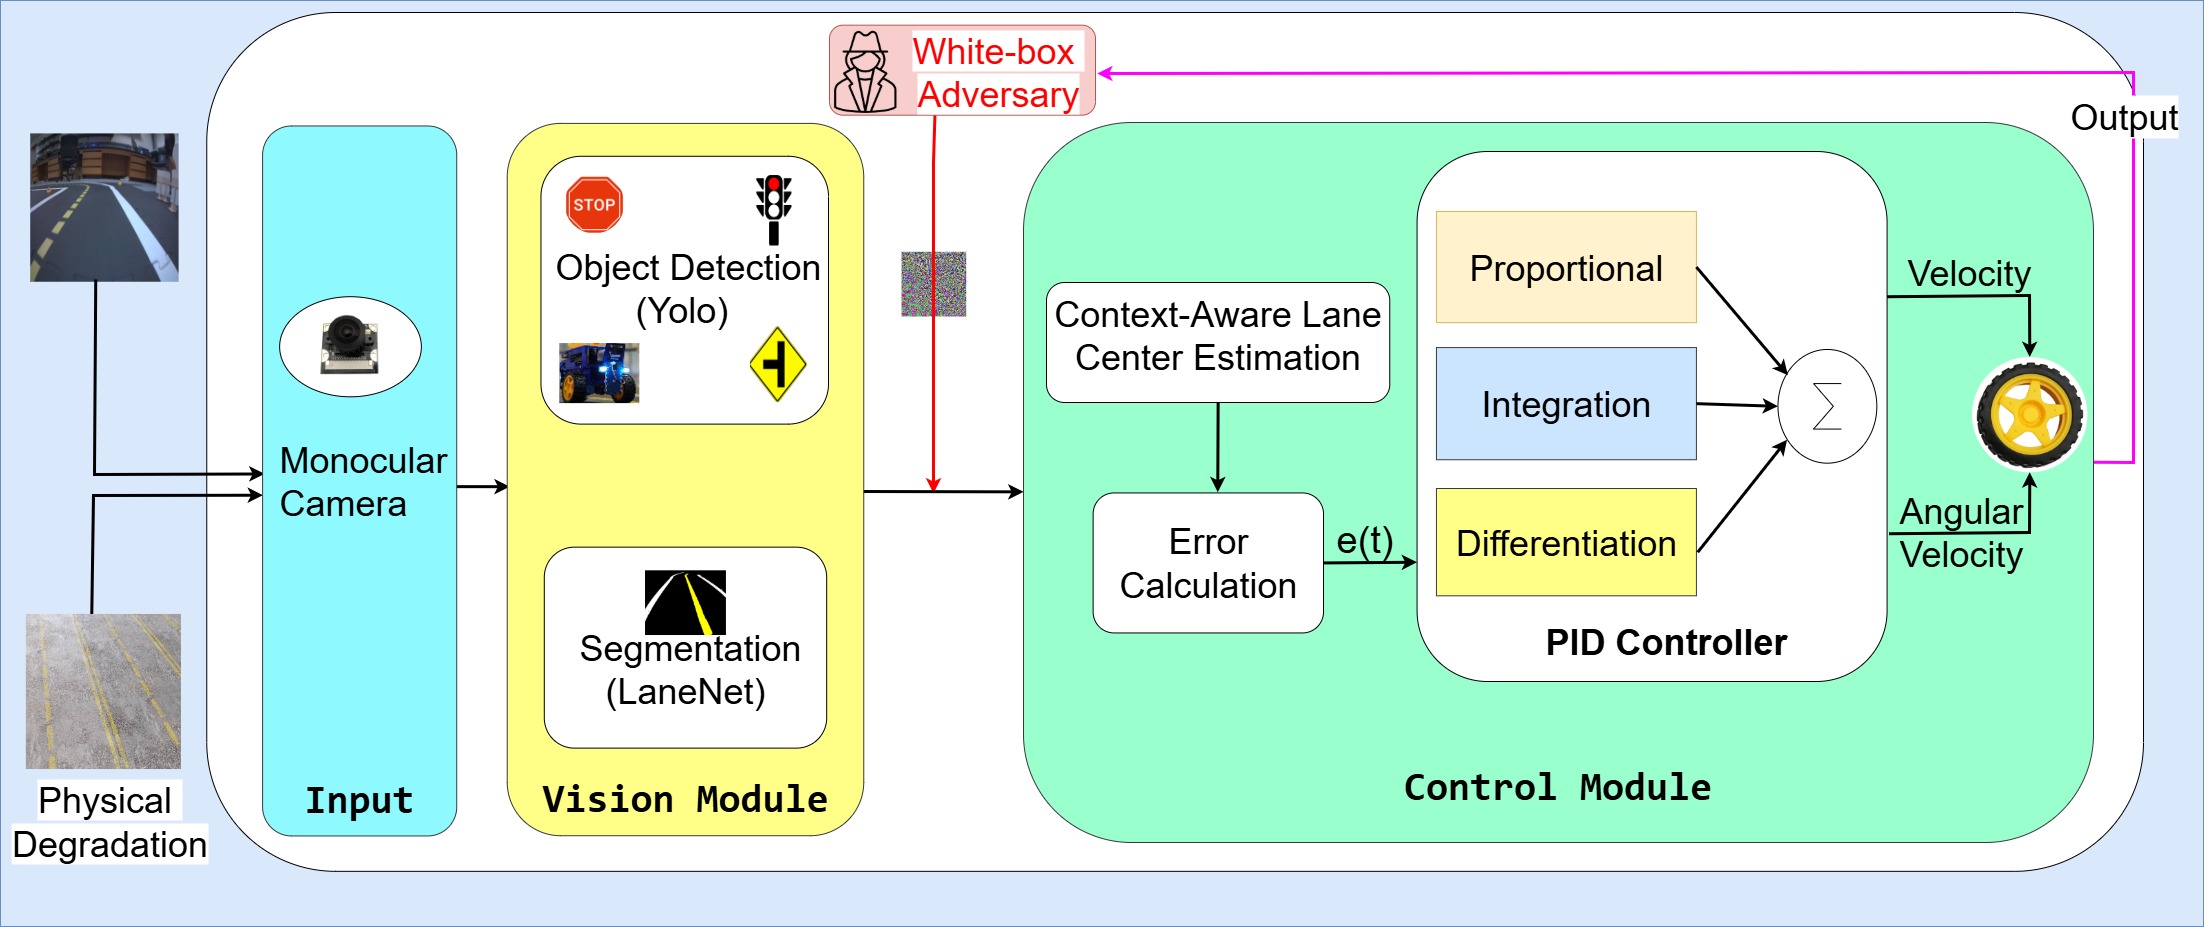 White-box
Adversary
Output
STOP
Object Detection
(Yolo)
Monocular
Camera
Segmentation
(LaneNet)
Physical
Degradation
Input
Vision Module
Context-Aware Lane
Center Estimation
Error
Calculation
e(t)
Proportional
Integration
Differentiation
∑
PID Controller
Velocity
Angular
Velocity
Control Module